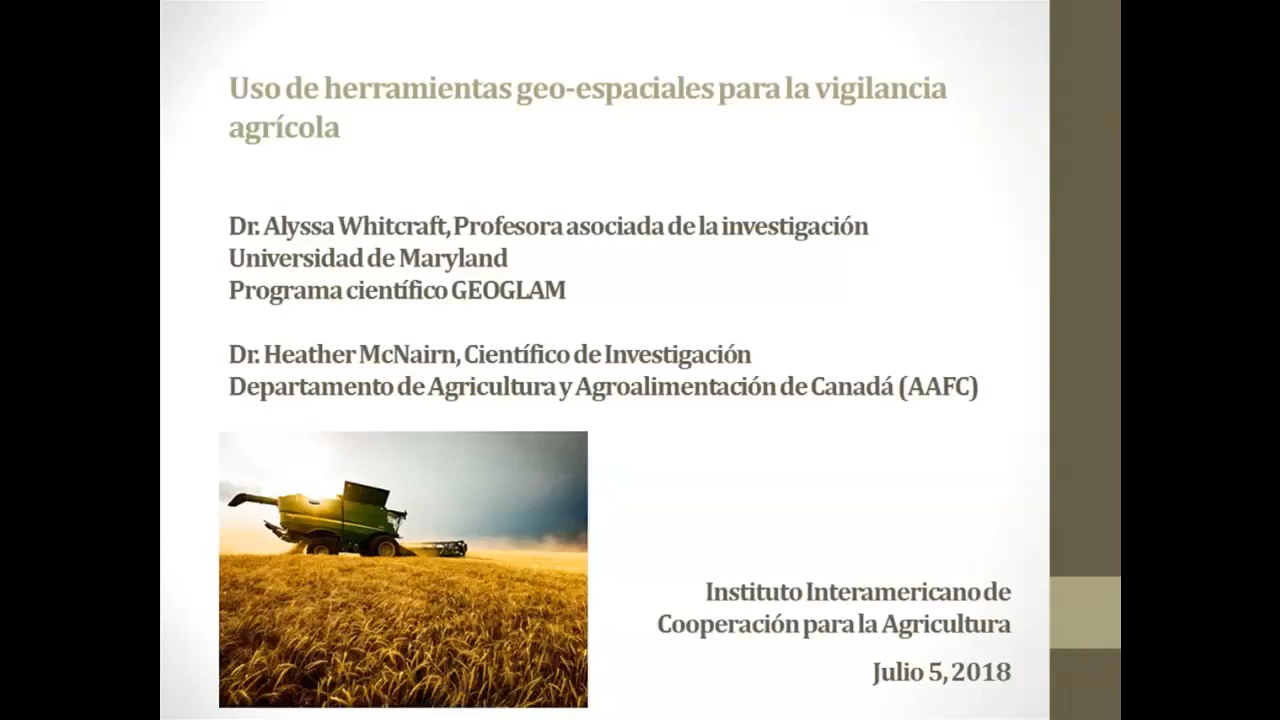 Uso de herramientas geo-espaciales para la vigilancia
agrícola
Dr. Alyssa Whitcraft, Profesora asociada de la investigación
Universidad de Maryland
Programa científico GEOGLAM
Dr. Heather McNairn, Científico de Investigación
Departamento de Agricultura y Agroalimentación de Canadá (AAFC)
Instituto Interamericano de
Cooperación para la Agricultura
Julio 5, 2018